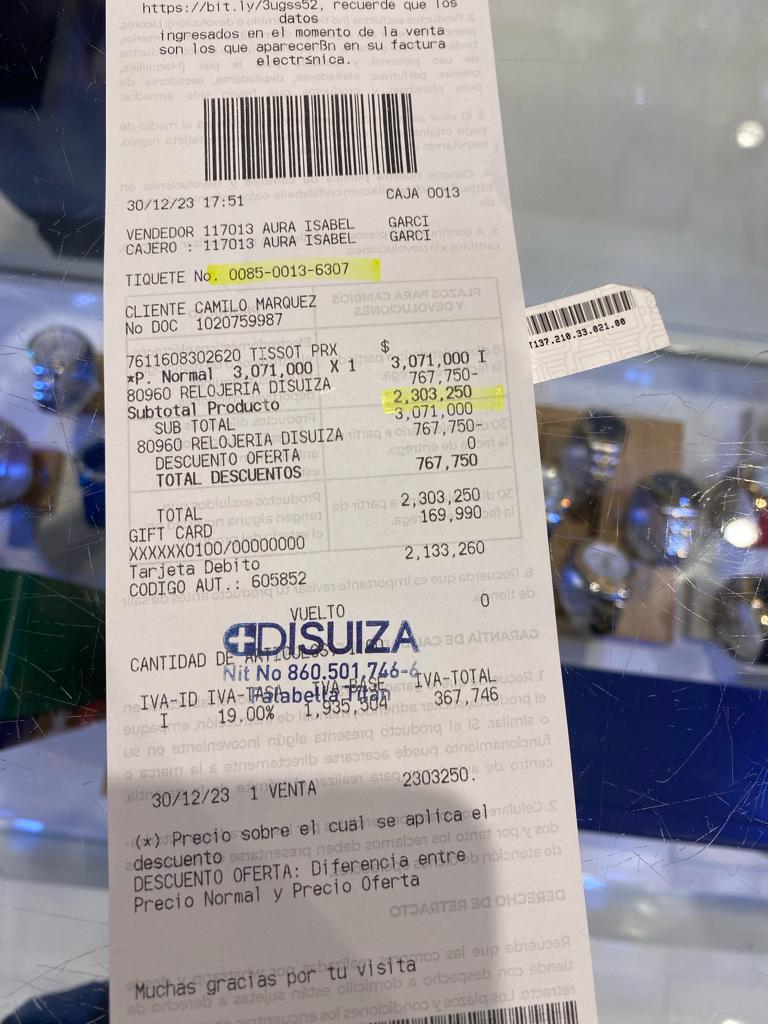 https://bit.ly/3ugss52, recuerde que los
datos
ingresados en el momento de la venta
son los que aparecerßn en su factura
electr≤nica.
30/12/23 17:51 CAJA 0013
VENDEDOR 117013 AURA ISABEL GARCI
CAJERO : 117013 AURA ISABEL GARCI
TIQUETE No. 0085-0013-6307
CLIENTE CAMILO MARQUEZ
No DOC 1020759987
$
7611608302620 TISSOT PRX 3,071,000 I
*P. Normal 3,071,000 X 1
80960 RELOJERIA DISUIZA 767,750-
Subtotal Producto 2,303,250
SUB TOTAL 3,071,000
80960 RELOJERIA DISUIZA 767,750-
DESCUENTO OFERTA 0
TOTAL DESCUENTOS 767,750
TOTAL 2,303,250
GIFT CARD 169,990
XXXXXX0100/00000000
Tarjeta Debito 2,133,260
CODIGO AUT.: 605852
VUELTO 0
DISUIZA
CANTIDAD DE ARTICULOS:
Nit No 860.501.746-6
Falabella Titan
IVA-ID IVA-TASA IVA-BASE IVA-TOTAL
I 19.00% 1,935,504 367,746
30/12/23 1 VENTA 2303250.
(*) Precio sobre el cual se aplica el
descuento
DESCUENTO OFERTA: Diferencia entre
Precio Normal y Precio Oferta
Muchas gracias por tu visita
T137.210.33.021.00